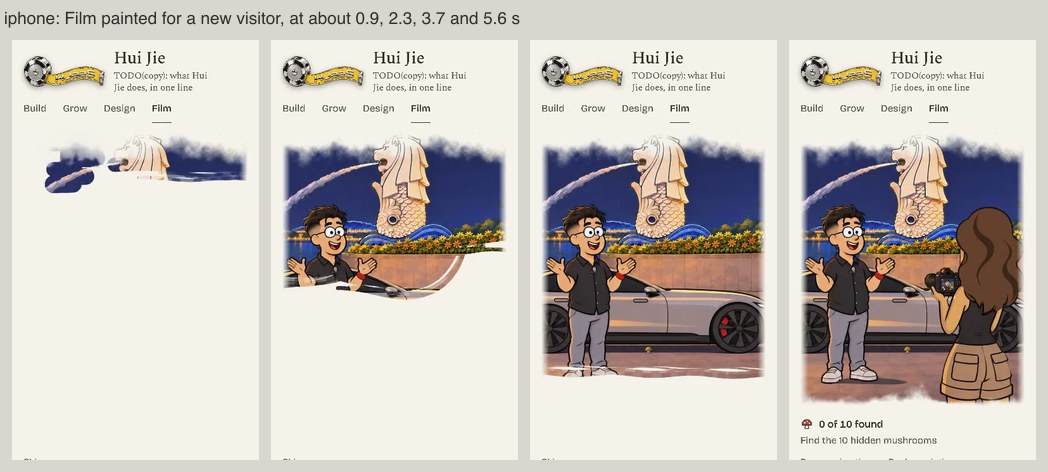 iphone: Film painted for a new visitor, at about 0.9, 2.3, 3.7 and 5.6 s
Hui Jie
TODO(copy): what Hui
Jie does, in one line
Build Grow Design Film
Hui Jie
TODO(copy): what Hui
Jie does, in one line
Build Grow Design Film
Hui Jie
TODO(copy): what Hui
Jie does, in one line
Build Grow Design Film
Hui Jie
TODO(copy): what Hui
Jie does, in one line
Build Grow Design Film
0 of 10 found
Find the 10 hidden mushrooms